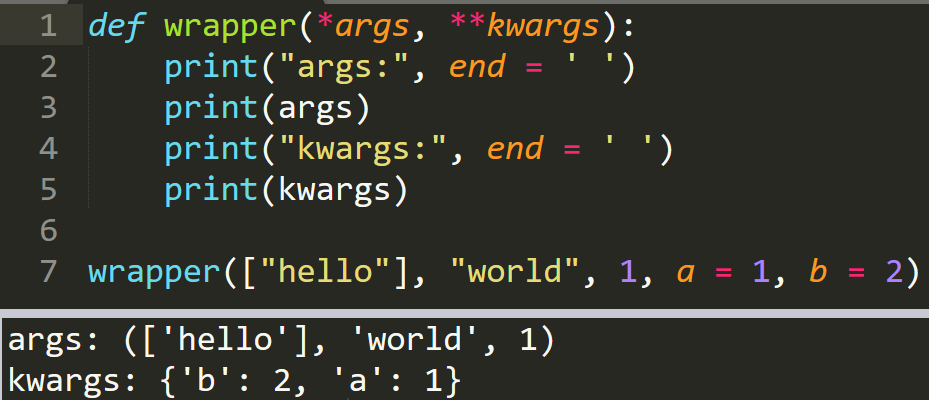 1 def wrapper(*args, **kwargs):
2     print("args:", end = ' ')
3     print(args)
4     print("kwargs:", end = ' ')
5     print(kwargs)
6
7 wrapper(["hello"], "world", 1, a = 1, b = 2)
args: (['hello'], 'world', 1)
kwargs: {'b': 2, 'a': 1}